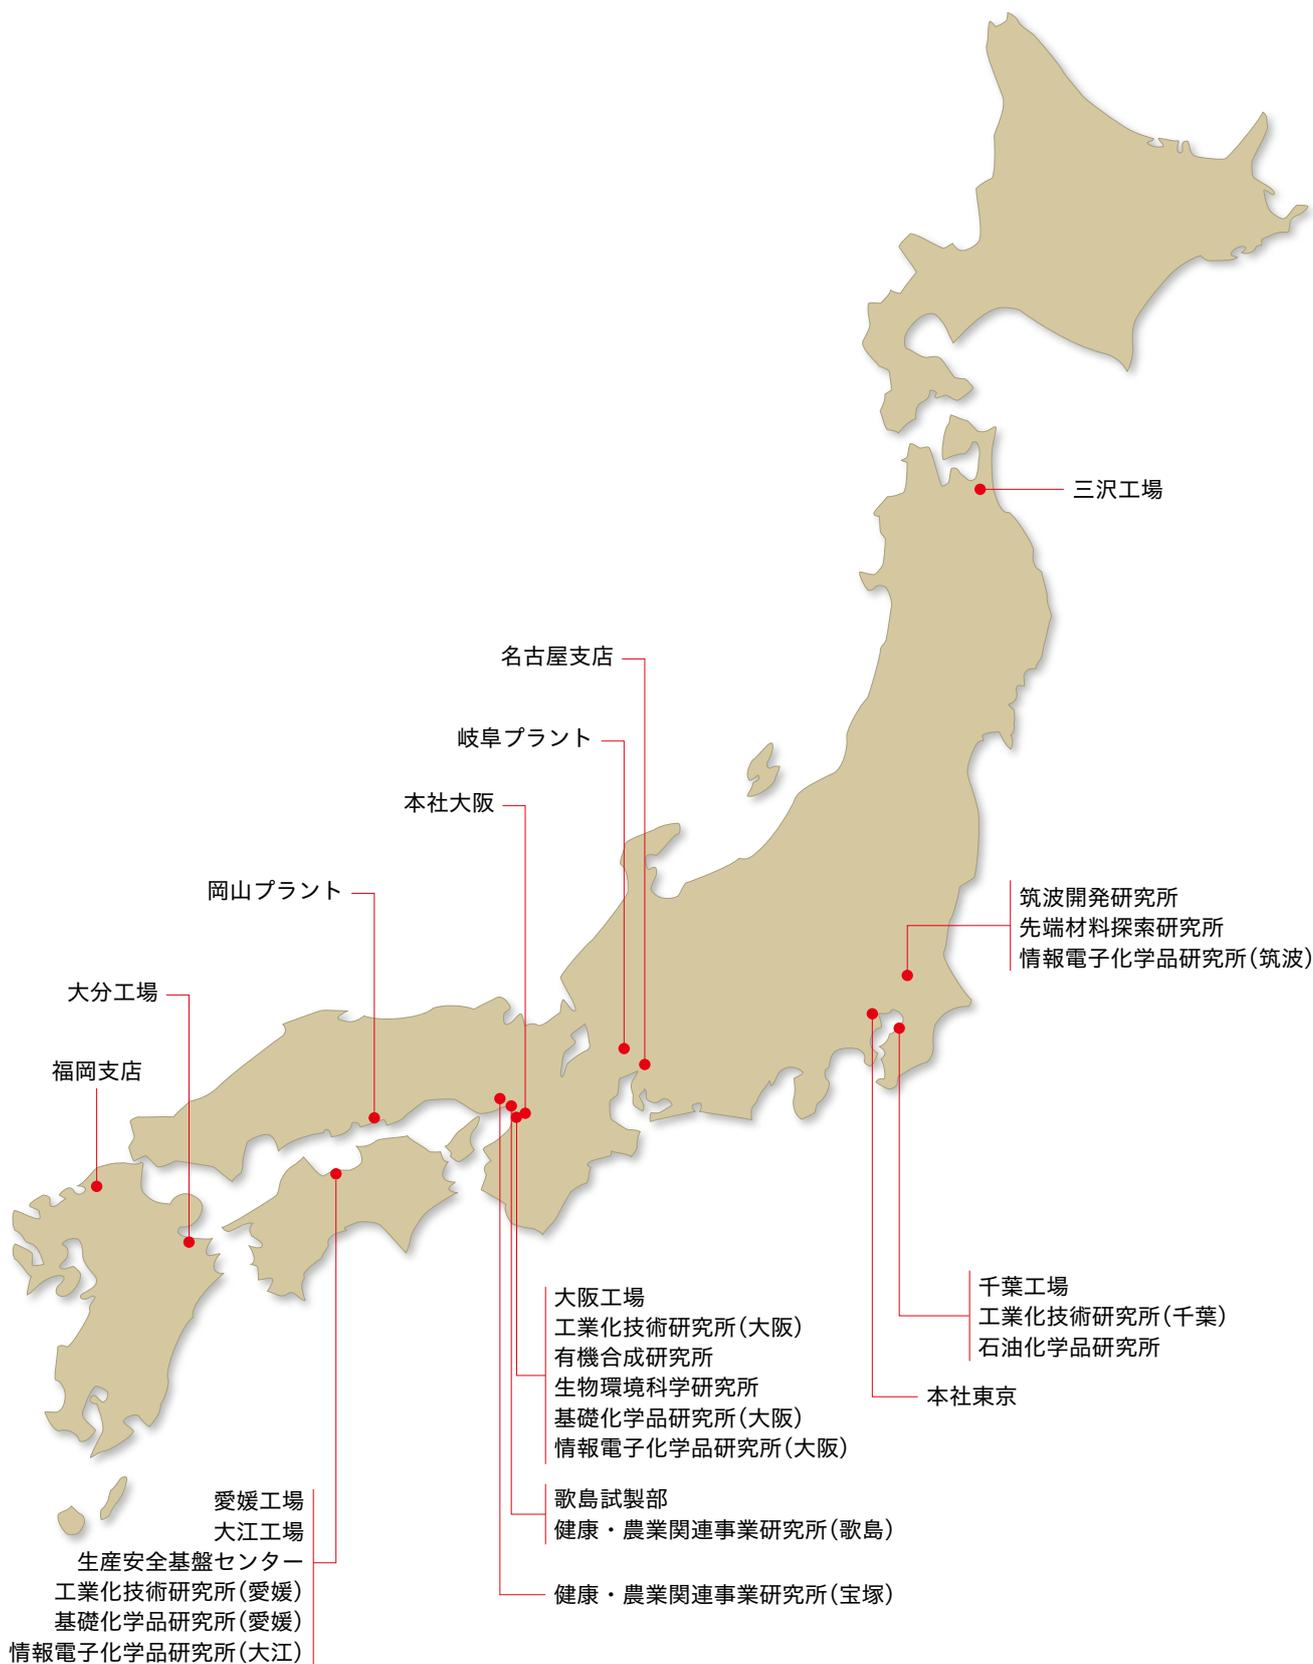 三沢工場
名古屋支店
岐阜プラント
本社大阪
岡山プラント
筑波開発研究所
先端材料探索研究所
情報電子化学品研究所(筑波)
大分工場
福岡支店
千葉工場
工業化技術研究所(千葉)
石油化学品研究所
本社東京
大阪工場
工業化技術研究所(大阪)
有機合成研究所
生物環境科学研究所
基礎化学品研究所(大阪)
情報電子化学品研究所(大阪)
歌島試製部
健康・農業関連事業研究所(歌島)
健康・農業関連事業研究所(宝塚)
愛媛工場
大江工場
生産安全基盤センター
工業化技術研究所(愛媛)
基礎化学品研究所(愛媛)
情報電子化学品研究所(大江)